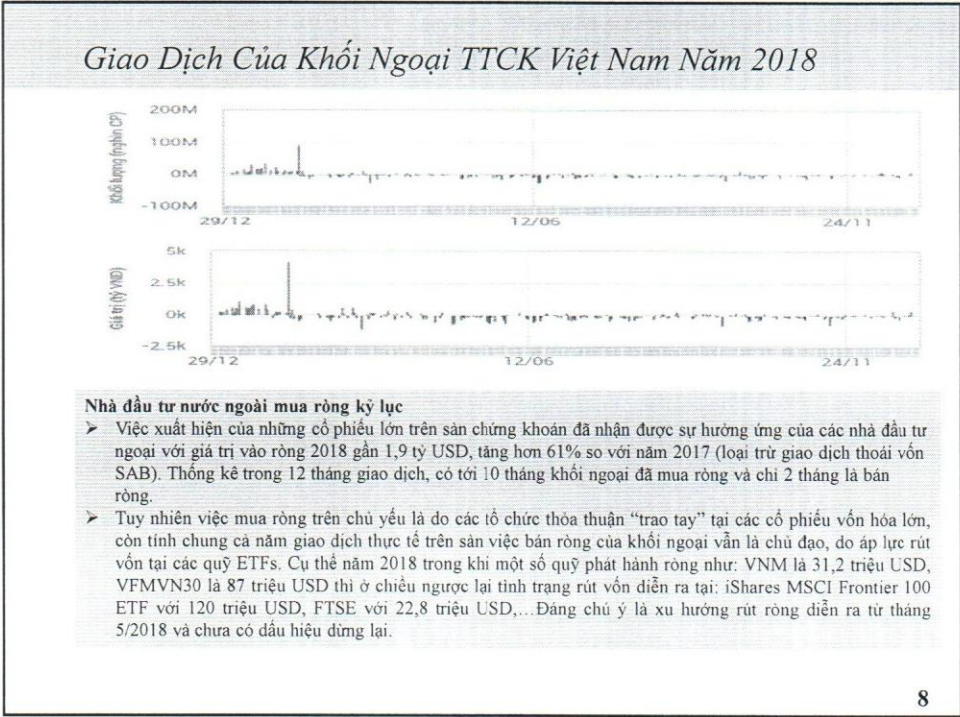 Giao Dịch Của Khối Ngoại TTCK Việt Nam Năm 2018
Khối lượng (nghìn CP)
200M
100M
0M
-100M
29/12
12/06
24/11
Giá trị (tỷ VND)
5k
2.5k
0k
-2.5k
29/12
12/06
24/11
Nhà đầu tư nước ngoài mua ròng kỷ lục
➢ Việc xuất hiện của những cổ phiếu lớn trên sàn chứng khoán đã nhận được sự hưởng ứng của các nhà đầu tư
ngoại với giá trị vào ròng 2018 gần 1,9 tỷ USD, tăng hơn 61% so với năm 2017 (loại trừ giao dịch thoái vốn
SAB). Thống kê trong 12 tháng giao dịch, có tới 10 tháng khối ngoại đã mua ròng và chỉ 2 tháng là bán
ròng.
➢ Tuy nhiên việc mua ròng trên chủ yếu là do các tổ chức thỏa thuận “trao tay” tại các cổ phiếu vốn hóa lớn,
còn tính chung cả năm giao dịch thực tế trên sàn việc bán ròng của khối ngoại vẫn là chủ đạo, do áp lực rút
vốn tại các quỹ ETFs. Cụ thể năm 2018 trong khi một số quỹ phát hành ròng như: VNM là 31,2 triệu USD,
VFMVN30 là 87 triệu USD thì ở chiều ngược lại tình trạng rút vốn diễn ra tại: iShares MSCI Frontier 100
ETF với 120 triệu USD, FTSE với 22,8 triệu USD,…Đáng chú ý là xu hướng rút ròng diễn ra từ tháng
5/2018 và chưa có dấu hiệu dừng lại.
8